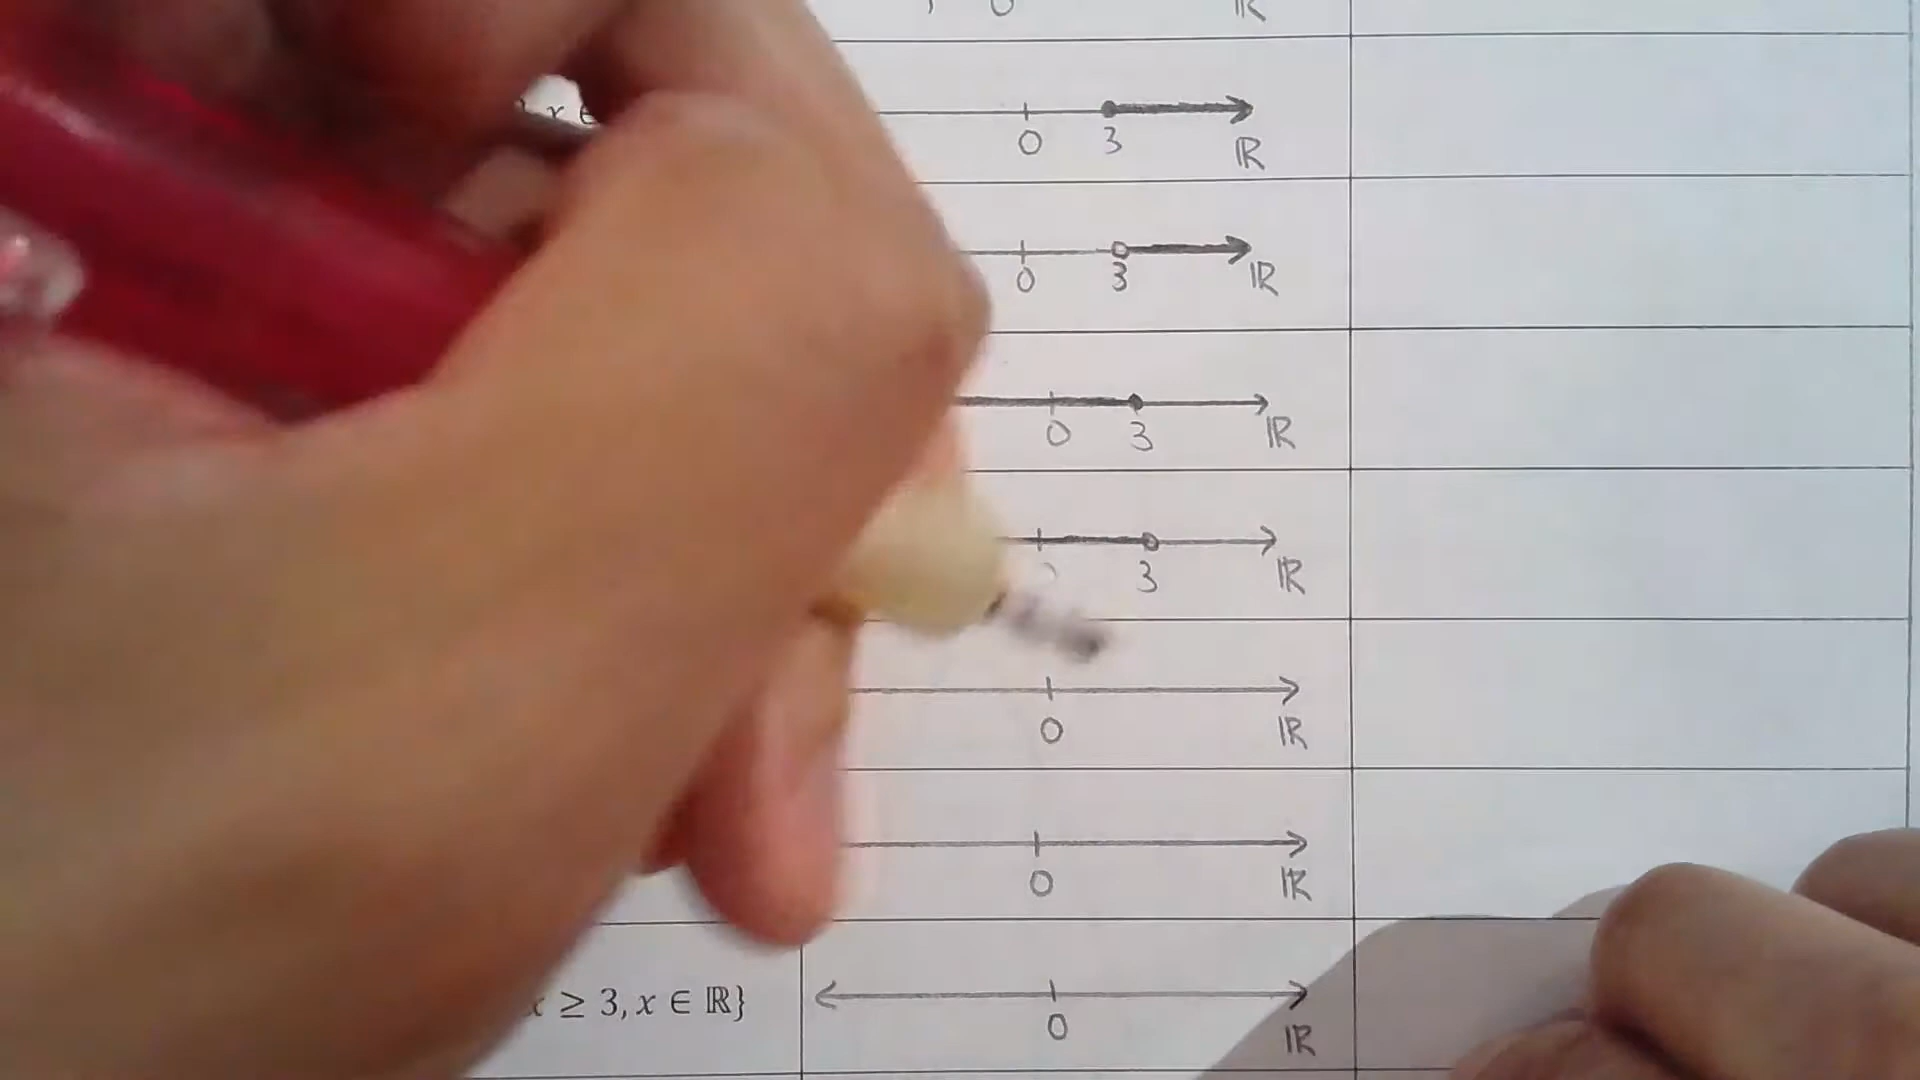 0 ℝ
x ∈
0 3 ℝ
0 3 ℝ
0 3 ℝ
3 ℝ
0 ℝ
0 ℝ
x ≥ 3, x ∈ ℝ}
0 ℝ